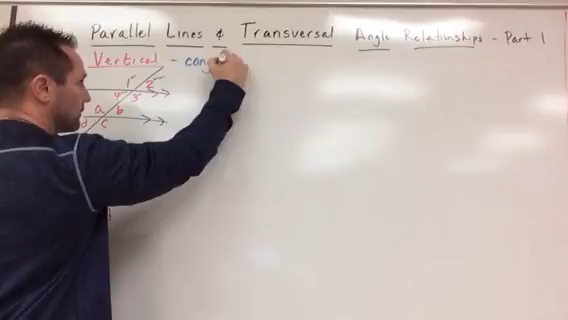 Parallel Lines & Transversal Angle Relationships - Part 1
Vertical - cong
1 2
4 3
a b
d c